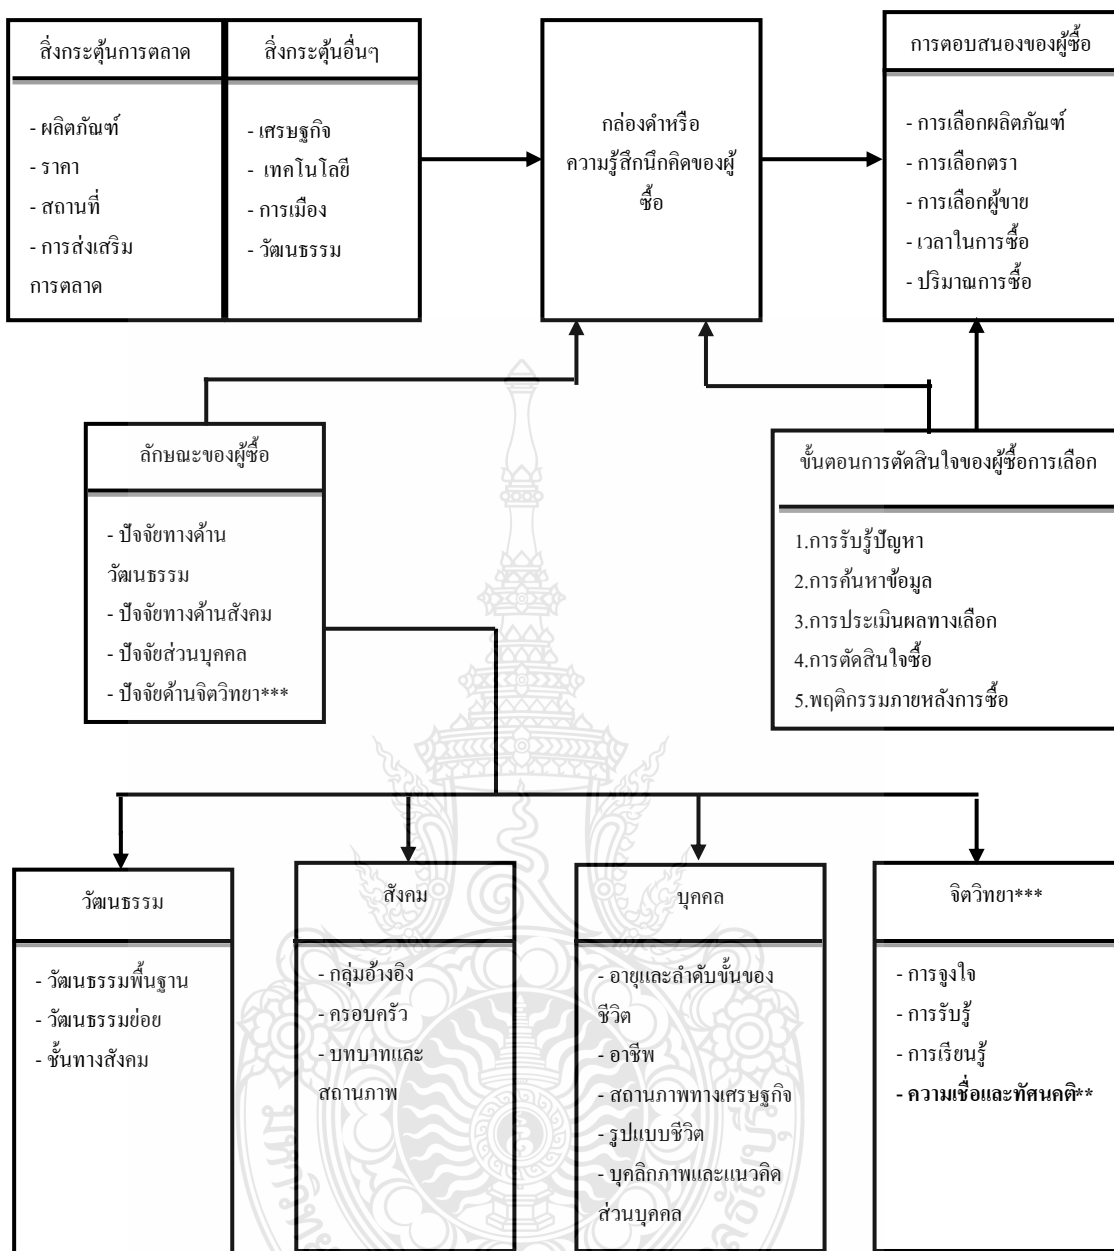 สิ่งกระตุ้นการตลาด
- ผลิตภัณฑ์
- ราคา
- สถานที่
- การส่งเสริม
การตลาด
สิ่งกระตุ้นอื่นๆ
- เศรษฐกิจ
- เทคโนโลยี
- การเมือง
- วัฒนธรรม
กล่องดำหรือ
ความรู้สึกนึกคิดของผู้
ซื้อ
การตอบสนองของผู้ซื้อ
- การเลือกผลิตภัณฑ์
- การเลือกตรา
- การเลือกผู้ขาย
- เวลาในการซื้อ
- ปริมาณการซื้อ
ลักษณะของผู้ซื้อ
- ปัจจัยทางด้าน
วัฒนธรรม
- ปัจจัยทางด้านสังคม
- ปัจจัยส่วนบุคคล
- ปัจจัยด้านจิตวิทยา***
ขั้นตอนการตัดสินใจของผู้ซื้อการเลือก
1.การรับรู้ปัญหา
2.การค้นหาข้อมูล
3.การประเมินผลทางเลือก
4.การตัดสินใจซื้อ
5.พฤติกรรมภายหลังการซื้อ
วัฒนธรรม
- วัฒนธรรมพื้นฐาน
- วัฒนธรรมย่อย
- ชั้นทางสังคม
สังคม
- กลุ่มอ้างอิง
- ครอบครัว
- บทบาทและ
สถานภาพ
บุคคล
- อายุและลำดับขั้นของ
ชีวิต
- อาชีพ
- สถานภาพทางเศรษฐกิจ
- รูปแบบชีวิต
- บุคลิกภาพและแนวคิด
ส่วนบุคคล
จิตวิทยา***
- การจูงใจ
- การรับรู้
- การเรียนรู้
- ความเชื่อและทัศนคติ**